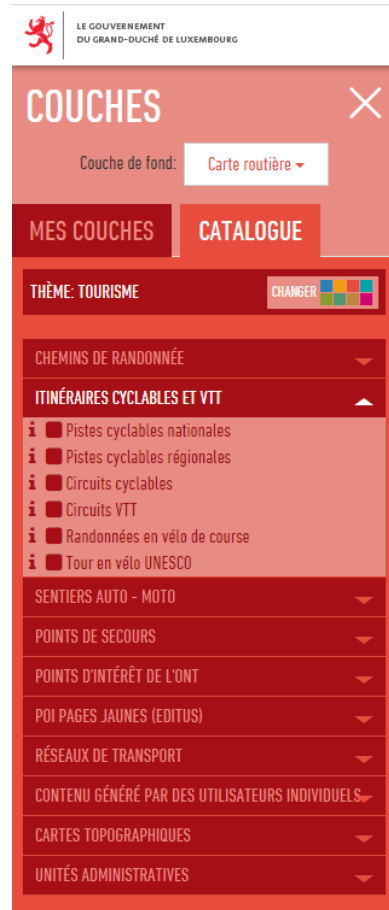 LE GOUVERNEMENT
DU GRAND-DUCHÉ DE LUXEMBOURG
COUCHES
Couche de fond:
Carte routière
MES COUCHES
CATALOGUE
THÈME: TOURISME
CHANGER
CHEMINS DE RANDONNÉE
ITINÉRAIRES CYCLABLES ET VTT
i Pistes cyclables nationales
i Pistes cyclables régionales
i Circuits cyclables
i Circuits VTT
i Randonnées en vélo de course
i Tour en vélo UNESCO
SENTIERS AUTO - MOTO
POINTS DE SECOURS
POINTS D'INTÉRÊT DE L'ONT
POI PAGES JAUNES (EDITUS)
RÉSEAUX DE TRANSPORT
CONTENU GÉNÉRÉ PAR DES UTILISATEURS INDIVIDUELS
CARTES TOPOGRAPHIQUES
UNITÉS ADMINISTRATIVES